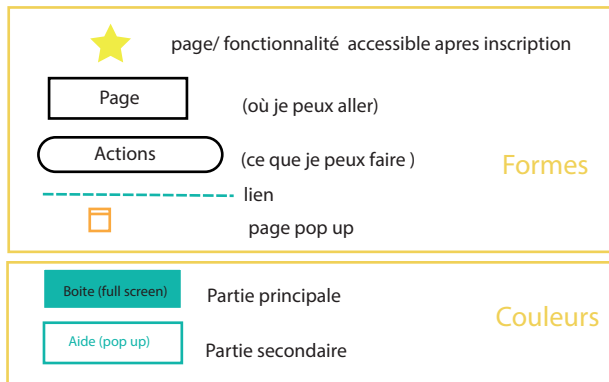 page/ fonctionnalité accessible apres inscription
Page
(où je peux aller)
Actions
(ce que je peux faire )
Formes
lien
page pop up
Boite (full screen)
Partie principale
Couleurs
Aide (pop up)
Partie secondaire